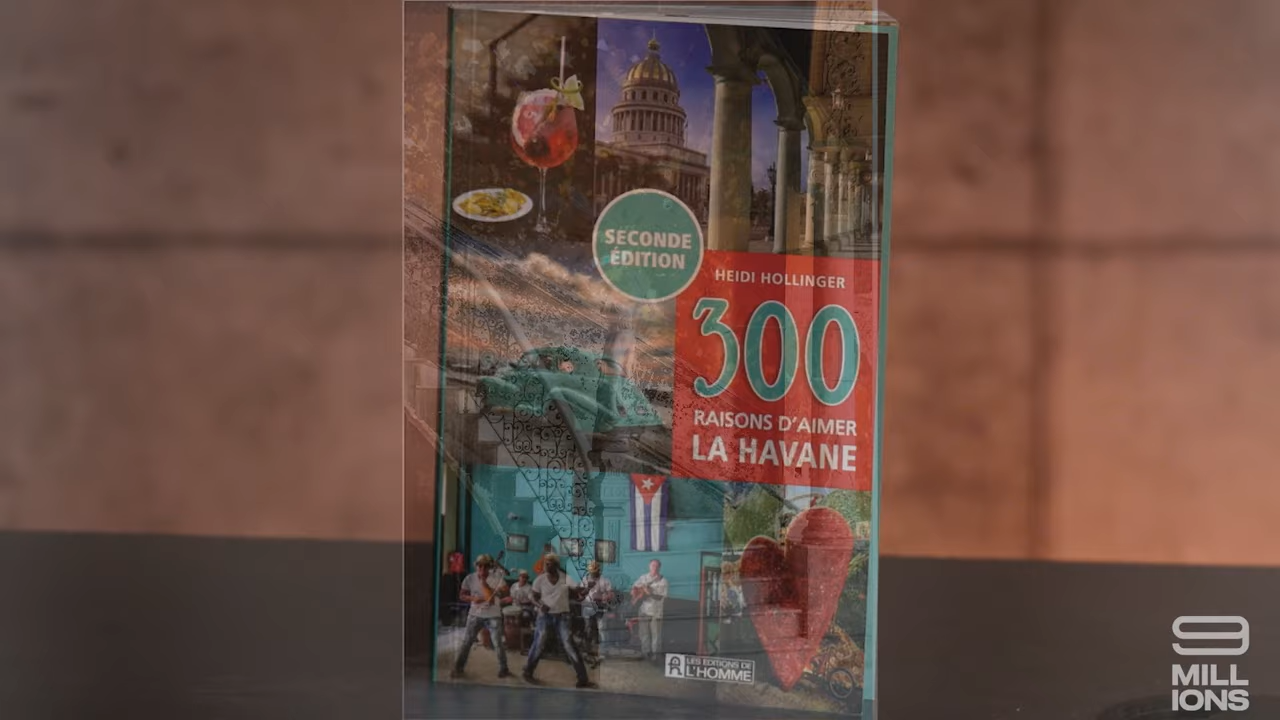 SECONDE
ÉDITION
HEIDI HOLLINGER
300
RAISONS D'AIMER
LA HAVANE
LES ÉDITIONS DE
L'HOMME
9
MILL
IONS